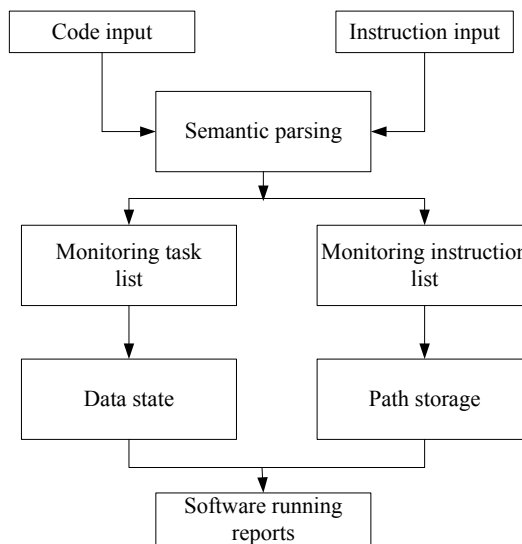 Code input
Instruction input
Semantic parsing
Monitoring task
list
Monitoring instruction
list
Data state
Path storage
Software running
reports